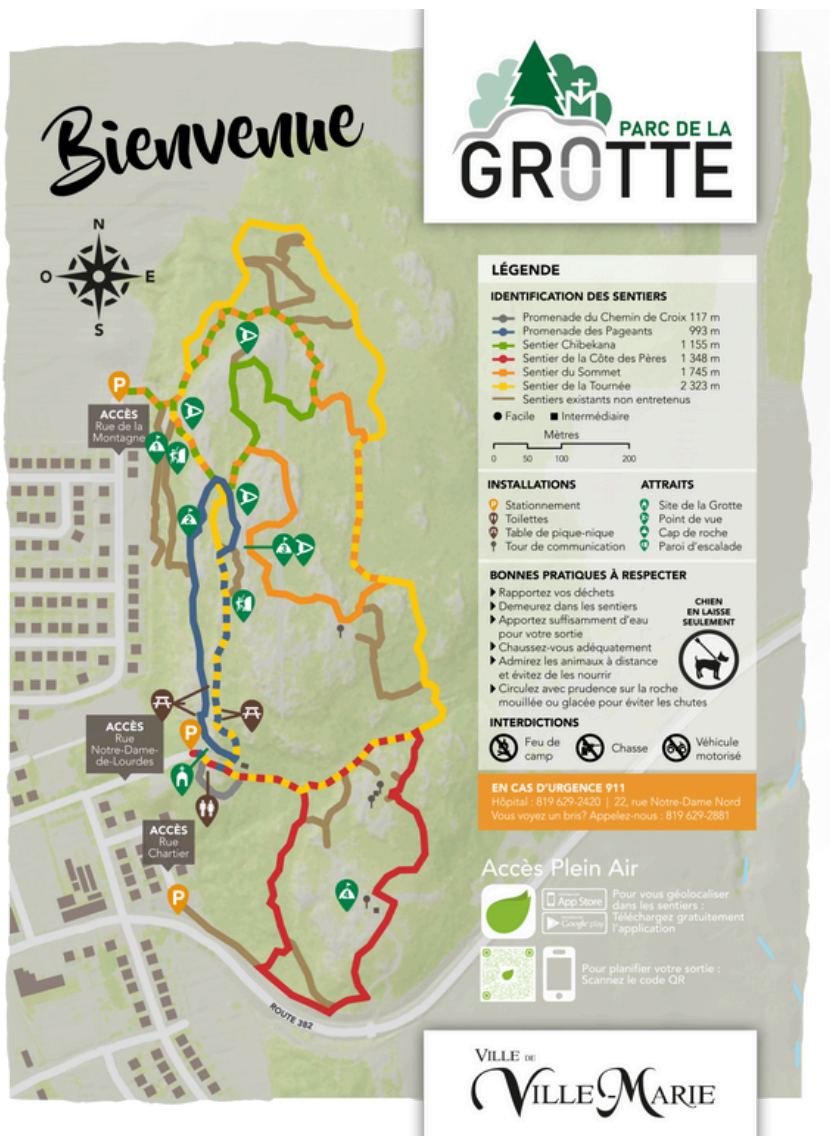 Bienvenue
PARC DE LA
GROTTE
N
O
E
S
LÉGENDE
IDENTIFICATION DES SENTIERS
Promenade du Chemin de Croix 117 m
Promenade des Pageants 993 m
Sentier Chibekana 1 155 m
Sentier de la Côte des Pères 1 348 m
Sentier du Sommet 1 745 m
Sentier de la Tournée 2 323 m
Sentiers existants non entretenus
Facile Intermédiaire
Mètres
0 50 100 200
INSTALLATIONS
Stationnement
Toilettes
Table de pique-nique
Tour de communication
ATTRAITS
Site de la Grotte
Point de vue
Cap de roche
Paroi d'escalade
BONNES PRATIQUES À RESPECTER
Rapportez vos déchets
Demeurez dans les sentiers
Apportez suffisamment d'eau
pour votre sortie
Chaussez-vous adéquatement
Admirez les animaux à distance
et évitez de les nourrir
Circulez avec prudence sur la roche
mouillée ou glacée pour éviter les chutes
CHIEN
EN LAISSE
SEULEMENT
INTERDICTIONS
Feu de
camp
Chasse
Véhicule
motorisé
EN CAS D'URGENCE 911
Hôpital : 819 629-2420 | 22, rue Notre-Dame Nord
Vous voyez un bris? Appelez-nous : 819 629-2881
Accès Plein Air
App Store
Google play
Pour vous géolocaliser
dans les sentiers :
Téléchargez gratuitement
l'application
Pour planifier votre sortie :
Scannez le code QR
P
ACCÈS
Rue de la
Montagne
1
2
3
P
ACCÈS
Rue
Notre-Dame-
de-Lourdes
ACCÈS
Rue
Chartier
P
4
ROUTE 382
VILLE DE
VILLE-MARIE